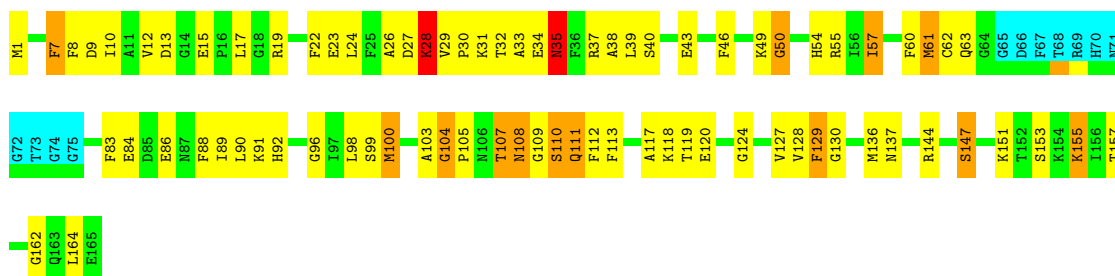 M1 F7 F8 D9 I10 A11 V12 D13 G14 E15 P16 L17 G18 R19 F22 E23 L24 F25 A26 D27 K28 V29 P30 K31 T32 A33 E34 N35 F36 R37 A38 L39 S40 E43 F46 K49 G50 H54 R55 I56 I57 F60 M61 C62 Q63 G64 G65 D66 F67 T68 R69 H70
G72 T73 G74 G75 F83 E84 D85 E86 N87 F88 I89 L90 K91 H92 G96 I97 L98 S99 M100 A103 G104 P105 N106 T107 N108 G109 S110 Q111 F112 F113 A117 K118 T119 E120 G124 V127 V128 F129 G130 M136 N137 R144 S147 K151 T152 S153 K154 K155 I156 T157
G162 Q163 L164 E165